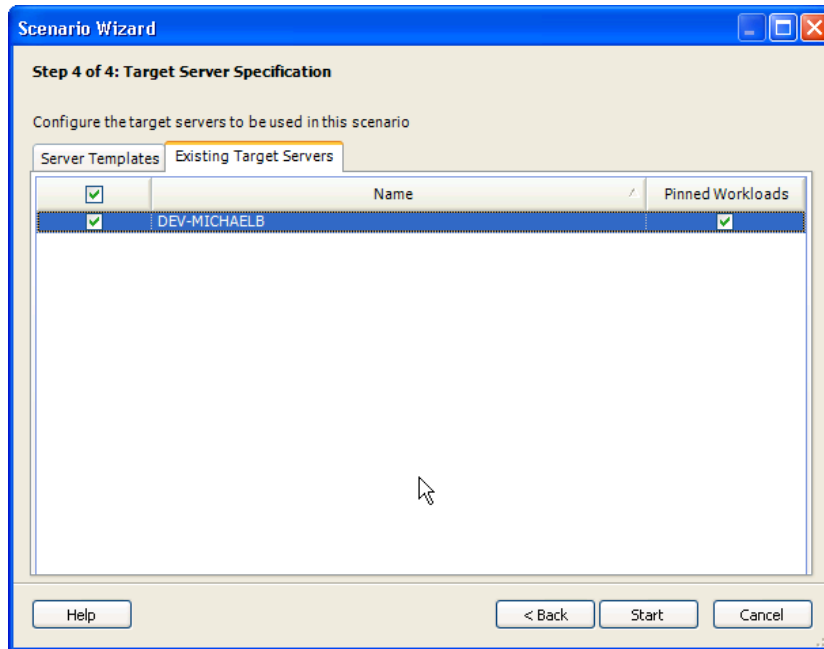 Scenario Wizard
Step 4 of 4: Target Server Specification
Configure the target servers to be used in this scenario
Server Templates Existing Target Servers
Name Pinned Workloads
DEV-MICHAELB
Help < Back Start Cancel